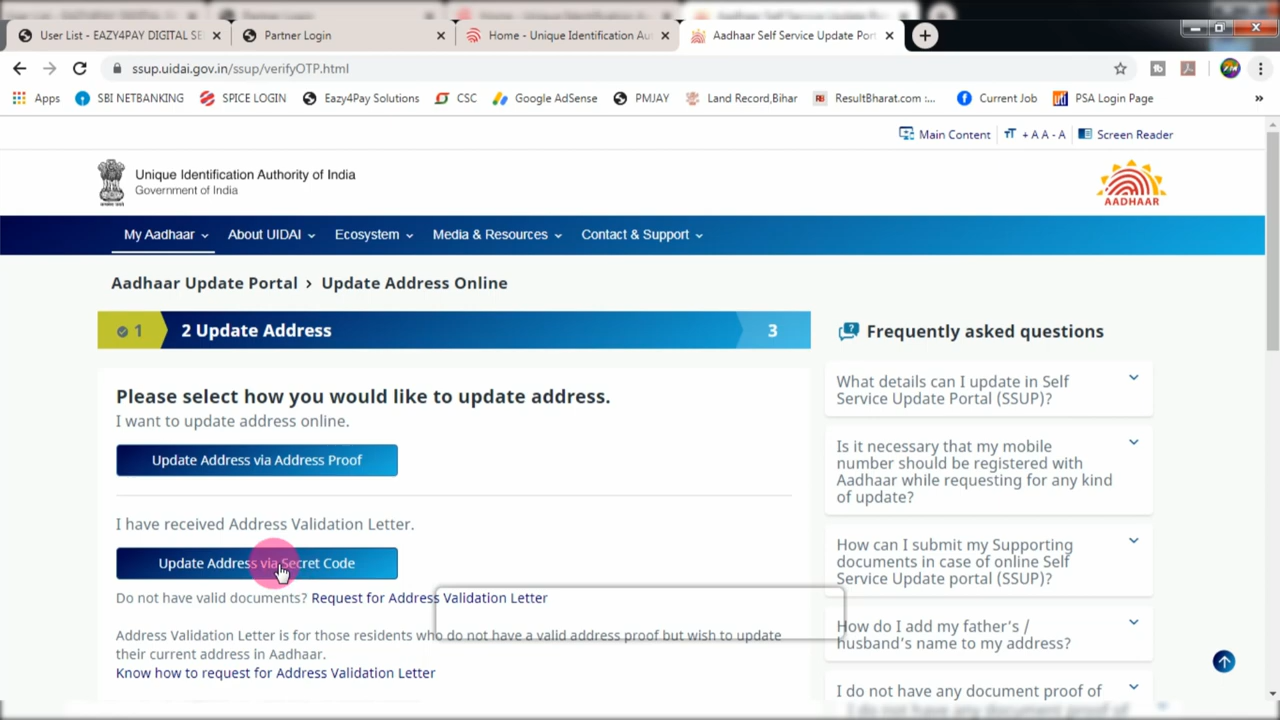 User List - EAZY4PAY DIGITAL SE
Partner Login
Home - Unique Identification Au
Aadhaar Self Service Update Port
ssup.uidai.gov.in/ssup/verifyOTP.html
Apps
SBI NETBANKING
SPICE LOGIN
Eazy4Pay Solutions
CSC
Google AdSense
PMJAY
Land Record,Bihar
ResultBharat.com :...
Current Job
PSA Login Page
»
Main Content
+ A A - A
Screen Reader
Unique Identification Authority of India
Government of India
AADHAAR
My Aadhaar
About UIDAI
Ecosystem
Media & Resources
Contact & Support
Aadhaar Update Portal › Update Address Online
1
2 Update Address
3
Please select how you would like to update address.
I want to update address online.
Update Address via Address Proof
I have received Address Validation Letter.
Update Address via Secret Code
Do not have valid documents? Request for Address Validation Letter
Address Validation Letter is for those residents who do not have a valid address proof but wish to update
their current address in Aadhaar.
Know how to request for Address Validation Letter
Frequently asked questions
What details can I update in Self
Service Update Portal (SSUP)?
Is it necessary that my mobile
number should be registered with
Aadhaar while requesting for any kind
of update?
How can I submit my Supporting
documents in case of online Self
Service Update portal (SSUP)?
How do I add my father's /
husband's name to my address?
I do not have any document proof of